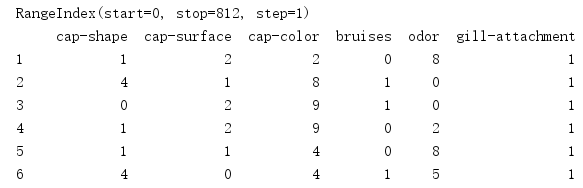 RangeIndex(start=0, stop=812, step=1)
cap-shape cap-surface cap-color bruises odor gill-attachment
1 1 2 2 0 8 1
2 4 1 8 1 0 1
3 0 2 9 1 0 1
4 1 2 9 0 2 1
5 1 1 4 0 8 1
6 4 0 4 1 5 1